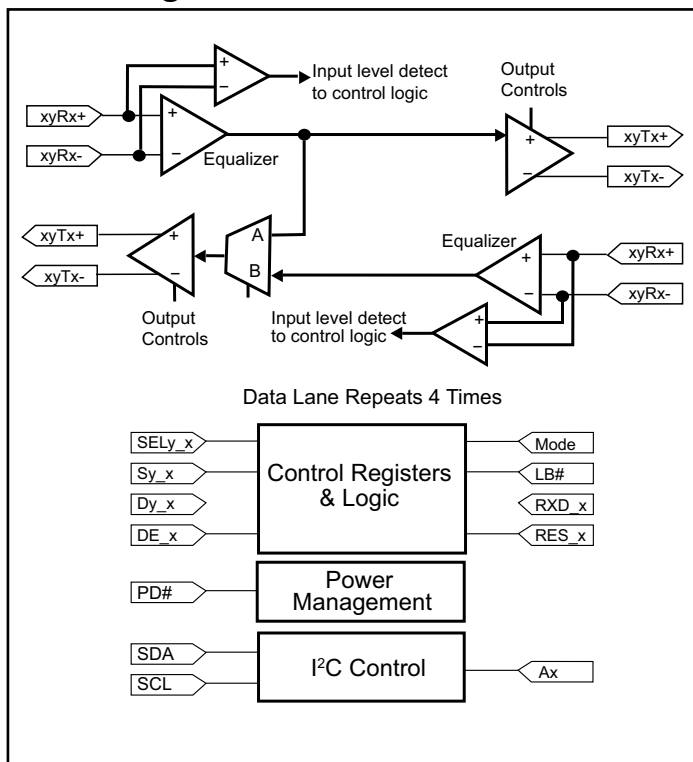 Input level detect
to control logic
Output
Controls
xyRx+
+
−
xyRx-
+
−
Equalizer
+
−
xyTx+
xyTx-
xyTx+
xyTx-
+
−
A
B
Output
Controls
Equalizer
+
−
xyRx+
xyRx-
Input level detect
to control logic
+
−
Data Lane Repeats 4 Times
SELy_x
Sy_x
Dy_x
DE_x
Control Registers
& Logic
Mode
LB#
RXD_x
RES_x
PD#
Power
Management
SDA
SCL
I²C Control
Ax